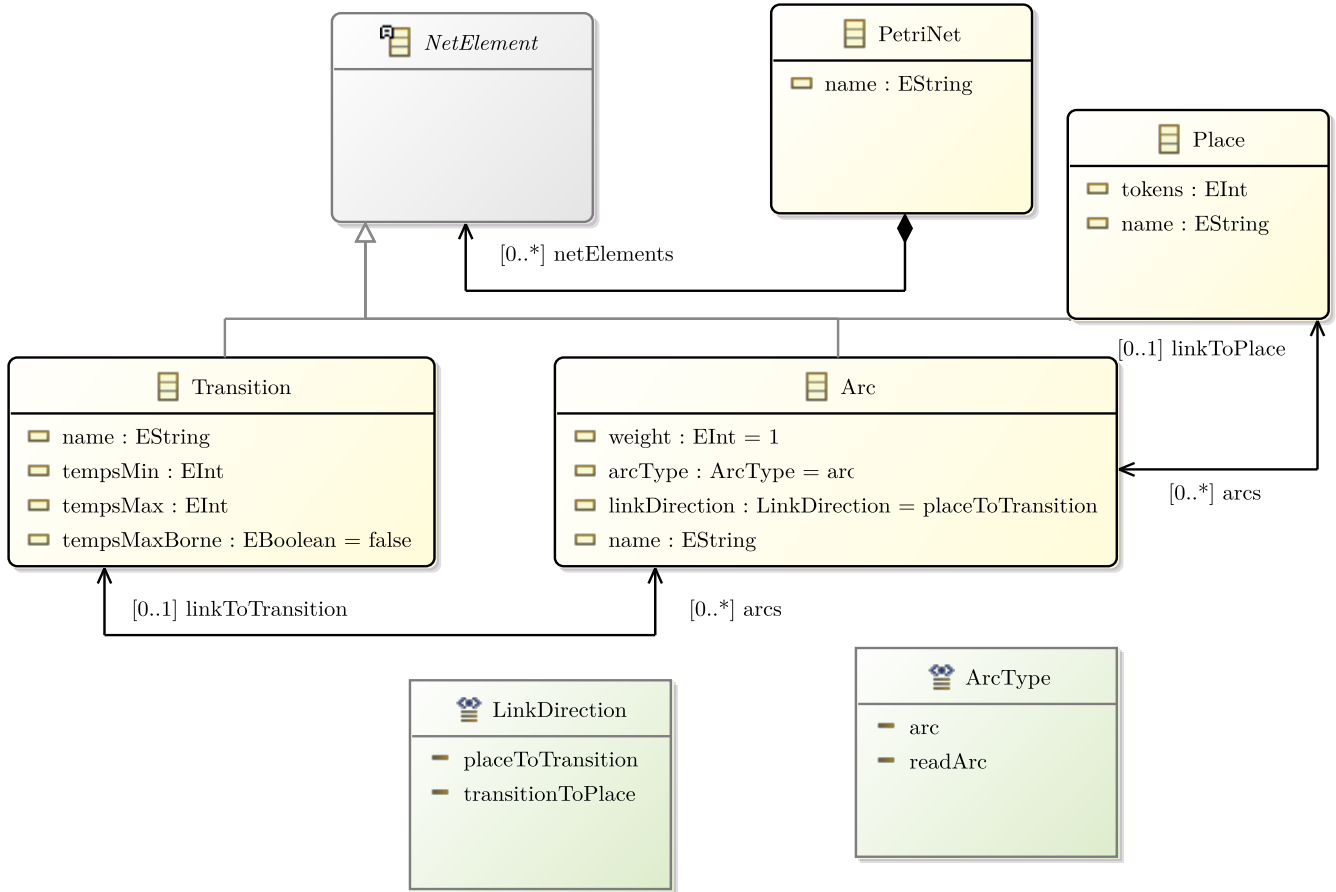 NetElement
PetriNet
name : EString
Place
tokens : EInt
name : EString
[0..*] netElements
[0..1] linkToPlace
Transition
name : EString
tempsMin : EInt
tempsMax : EInt
tempsMaxBorne : EBoolean = false
Arc
weight : EInt = 1
arcType : ArcType = arc
linkDirection : LinkDirection = placeToTransition
name : EString
[0..*] arcs
[0..1] linkToTransition
[0..*] arcs
LinkDirection
placeToTransition
transitionToPlace
ArcType
arc
readArc